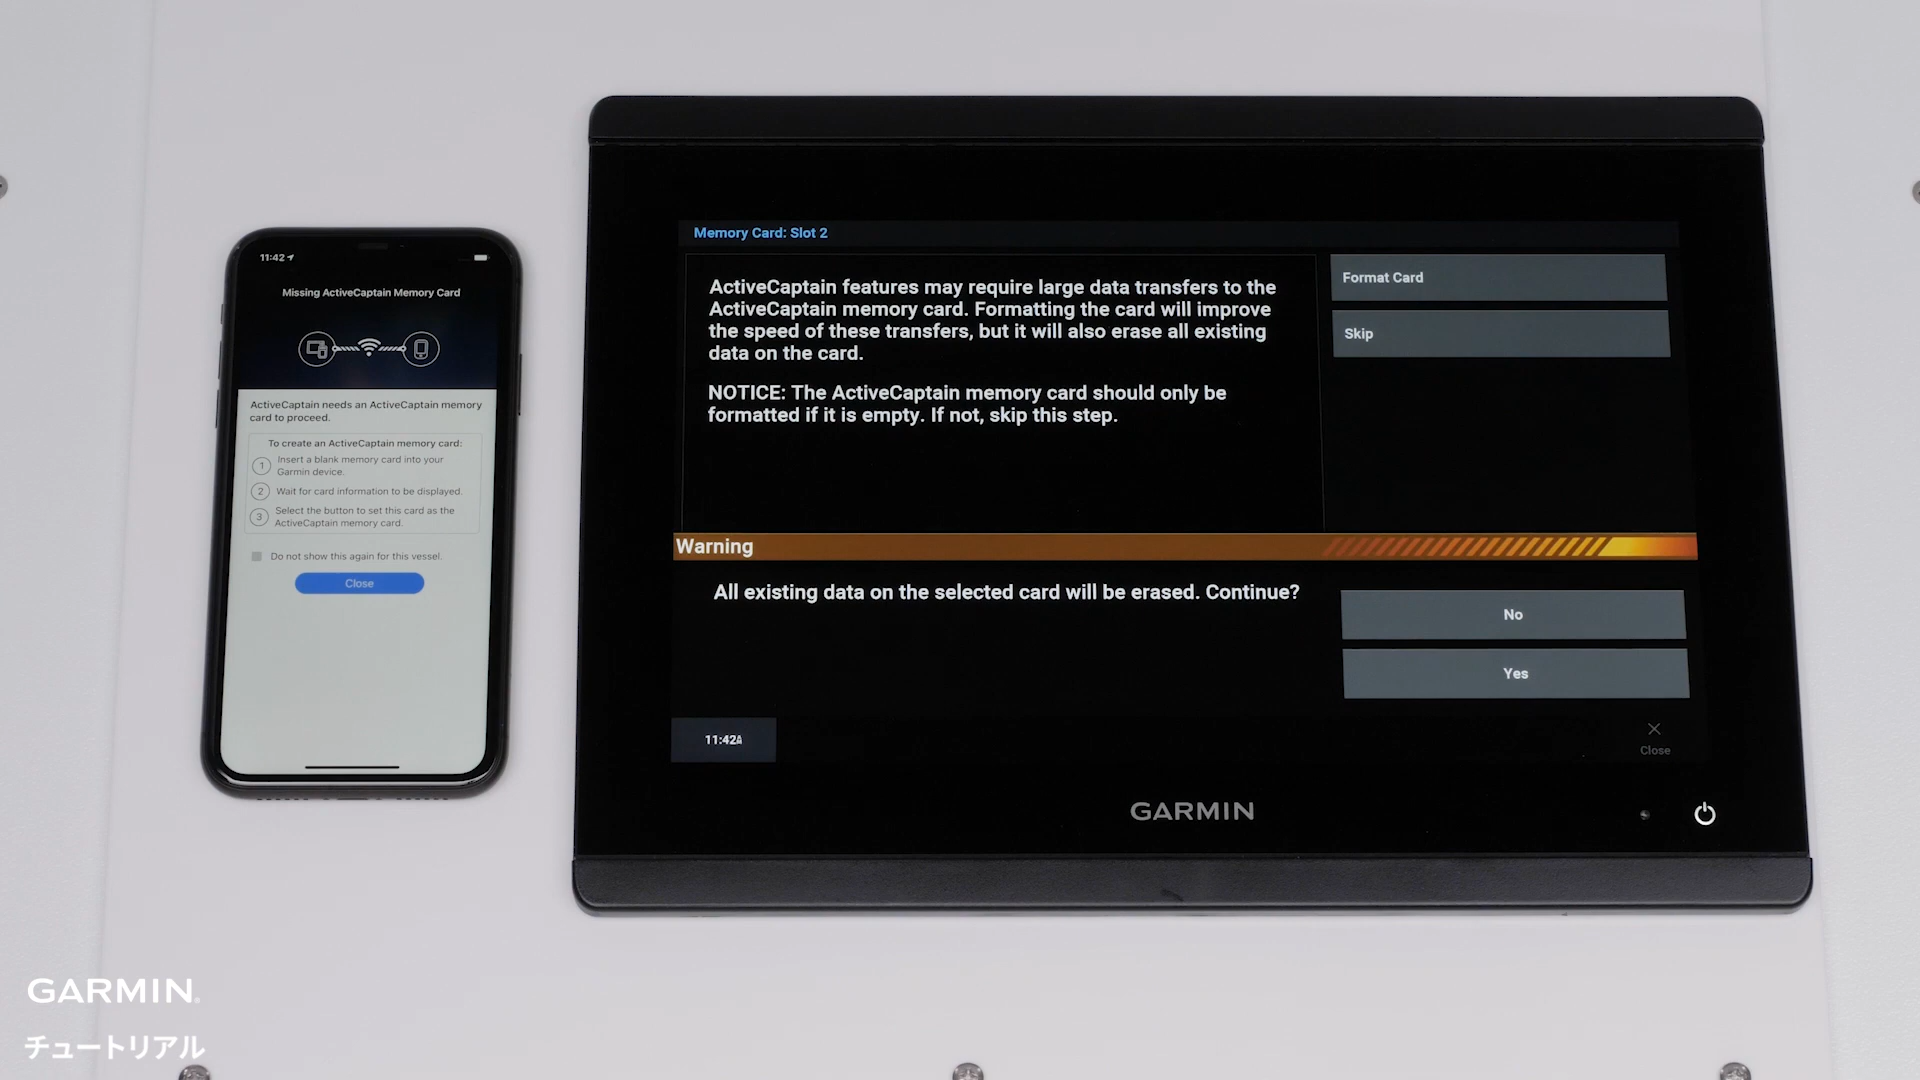 11:42
Missing ActiveCaptain Memory Card
ActiveCaptain needs an ActiveCaptain memory
card to proceed.
To create an ActiveCaptain memory card:
1 Insert a blank memory card into your
Garmin device.
2 Wait for card information to be displayed.
3 Select the button to set this card as the
ActiveCaptain memory card.
Do not show this again for this vessel.
Close
Memory Card: Slot 2
ActiveCaptain features may require large data transfers to the
ActiveCaptain memory card. Formatting the card will improve
the speed of these transfers, but it will also erase all existing
data on the card.
NOTICE: The ActiveCaptain memory card should only be
formatted if it is empty. If not, skip this step.
Format Card
Skip
Warning
All existing data on the selected card will be erased. Continue?
No
Yes
11:42A
Close
GARMIN
GARMIN
チュートリアル